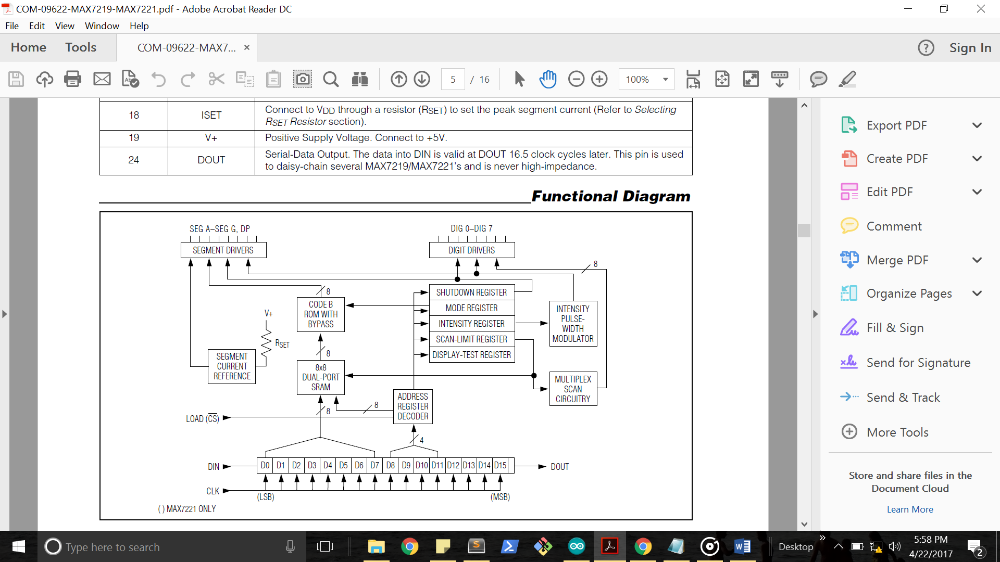 COM-09622-MAX7219-MAX7221.pdf - Adobe Acrobat Reader DC
File Edit View Window Help
Home Tools COM-09622-MAX7... × ? Sign In
5 / 16 100%
18 ISET Connect to VDD through a resistor (RSET) to set the peak segment current (Refer to Selecting
RSET Resistor section).
19 V+ Positive Supply Voltage. Connect to +5V.
24 DOUT Serial-Data Output. The data into DIN is valid at DOUT 16.5 clock cycles later. This pin is used
to daisy-chain several MAX7219/MAX7221's and is never high-impedance.
Functional Diagram
SEG A–SEG G, DP
SEGMENT DRIVERS
DIG 0–DIG 7
DIGIT DRIVERS
8
8
CODE B
ROM WITH
BYPASS
SHUTDOWN REGISTER
MODE REGISTER
INTENSITY REGISTER
SCAN-LIMIT REGISTER
DISPLAY-TEST REGISTER
INTENSITY
PULSE-
WIDTH
MODULATOR
V+
RSET
SEGMENT
CURRENT
REFERENCE
8
8x8
DUAL-PORT
SRAM
MULTIPLEX
SCAN
CIRCUITRY
ADDRESS
REGISTER
DECODER
8
8
LOAD (CS)
4
DIN D0 D1 D2 D3 D4 D5 D6 D7 D8 D9 D10 D11 D12 D13 D14 D15 DOUT
CLK
(LSB) (MSB)
( ) MAX7221 ONLY
Export PDF
Create PDF
Edit PDF
Comment
Merge PDF
Organize Pages
Fill & Sign
Send for Signature
Send & Track
More Tools
Store and share files in the
Document Cloud
Learn More
Type here to search
Desktop
5:58 PM
4/22/2017
2